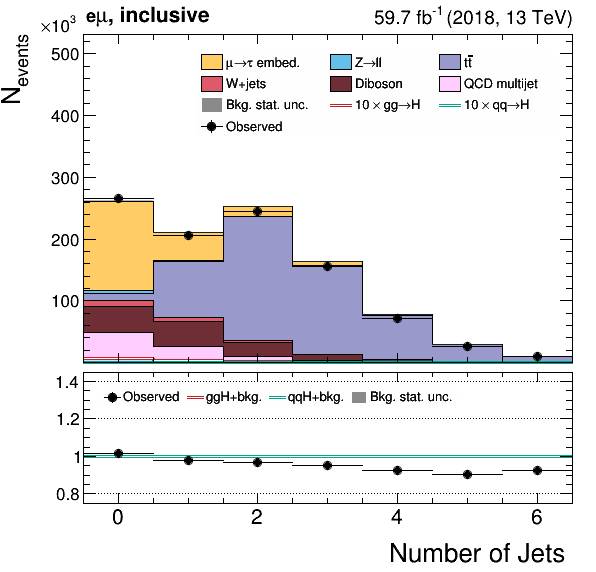 ×10³ eμ, inclusive 59.7 fb⁻¹ (2018, 13 TeV)
N_events
500
400
300
200
100
μ→τ embed. Z→ll tt̄
W+jets Diboson QCD multijet
Bkg. stat. unc. 10 × gg→H 10 × qq→H
Observed
1.4
1.2
1
0.8
Observed ggH+bkg. qqH+bkg. Bkg. stat. unc.
0 2 4 6
Number of Jets